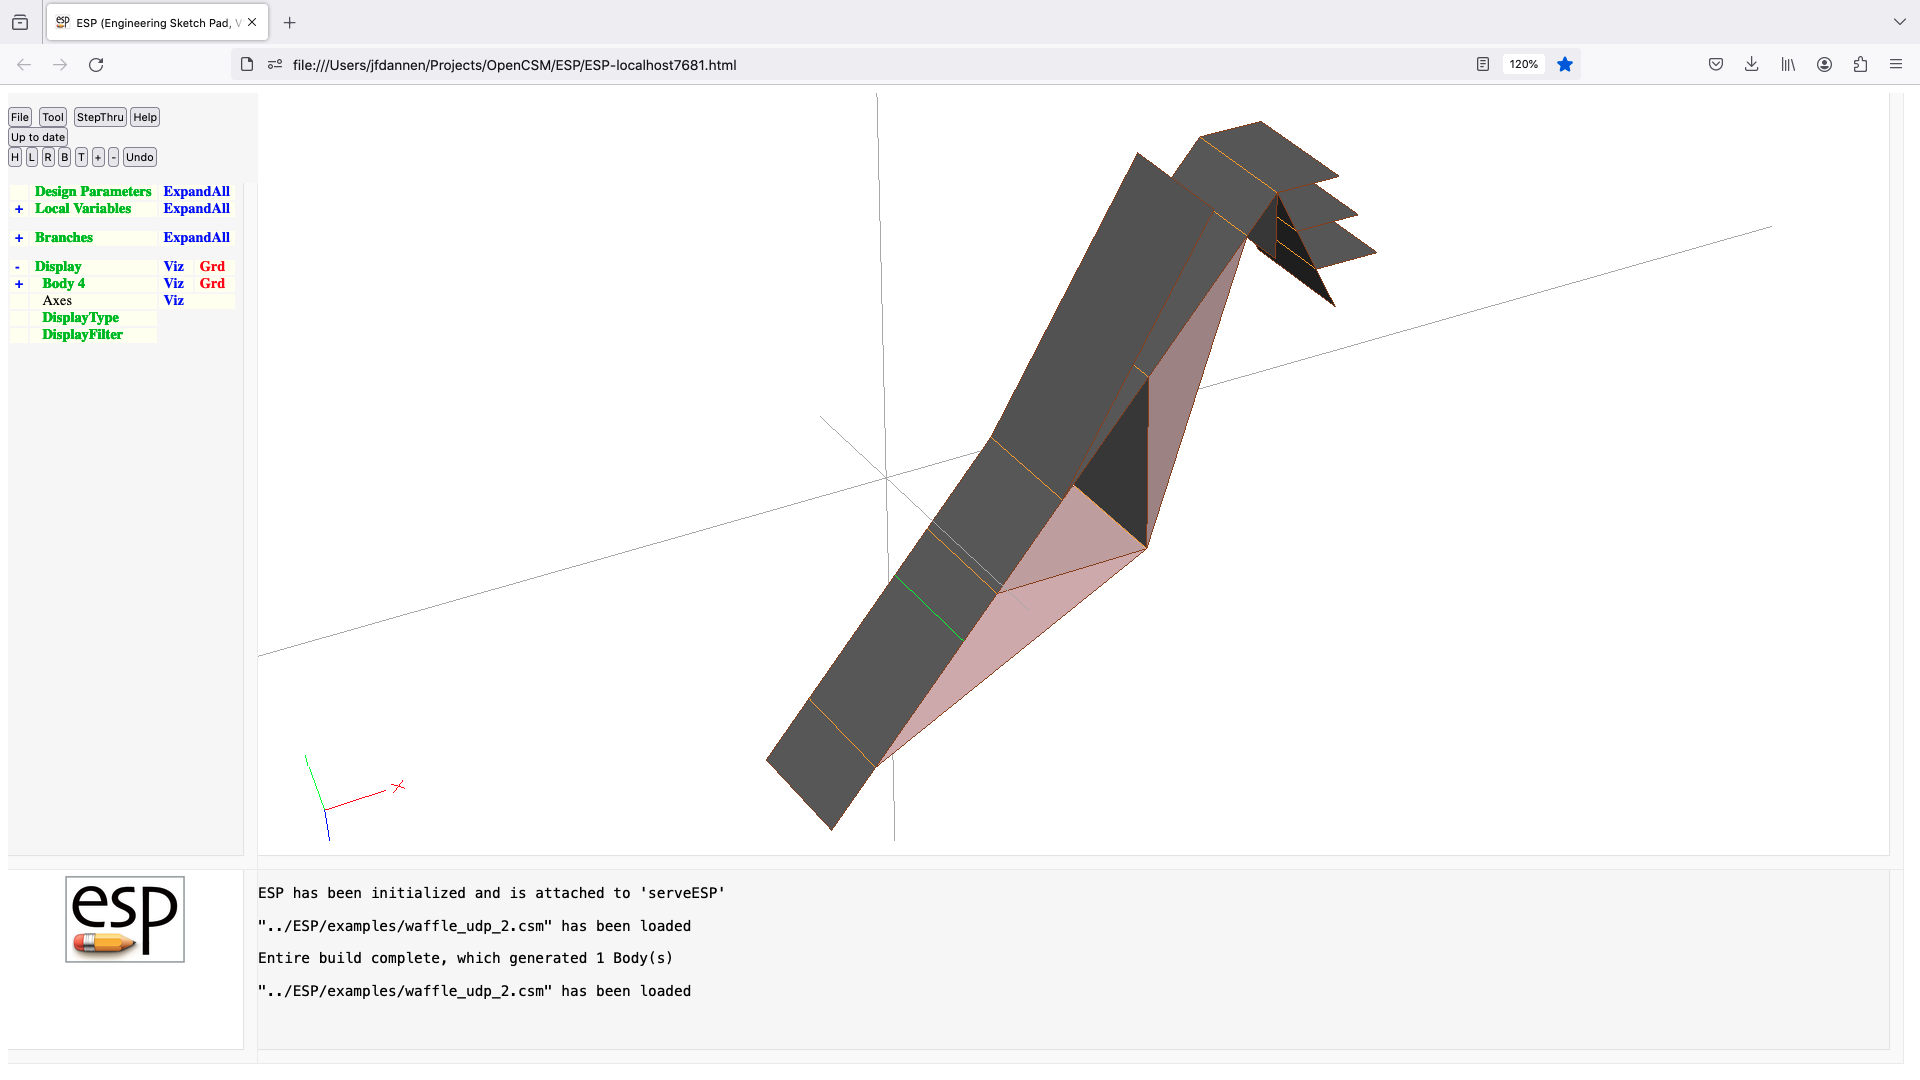 ESP (Engineering Sketch Pad, V
file:///Users/jfdannen/Projects/OpenCSM/ESP/ESP-localhost7681.html
120%
File Tool StepThru Help
Up to date
H L R B T + - Undo
Design Parameters ExpandAll
+ Local Variables ExpandAll
+ Branches ExpandAll
- Display Viz Grd
+ Body 4 Viz Grd
Axes Viz
DisplayType
DisplayFilter
X
esp
ESP has been initialized and is attached to 'serveESP'
"../ESP/examples/waffle_udp_2.csm" has been loaded
Entire build complete, which generated 1 Body(s)
"../ESP/examples/waffle_udp_2.csm" has been loaded